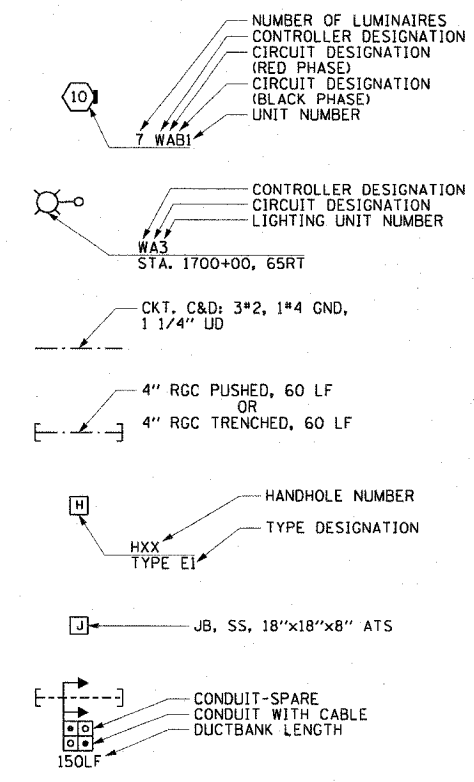 NUMBER OF LUMINAIRES
CONTROLLER DESIGNATION
CIRCUIT DESIGNATION
(RED PHASE)
CIRCUIT DESIGNATION
(BLACK PHASE)
UNIT NUMBER
10
7 WAB1
CONTROLLER DESIGNATION
CIRCUIT DESIGNATION
LIGHTING UNIT NUMBER
WA3
STA. 1700+00, 65RT
CKT. C&D: 3#2, 1#4 GND,
1 1/4" UD
4" RGC PUSHED, 60 LF
OR
4" RGC TRENCHED, 60 LF
H
HANDHOLE NUMBER
TYPE DESIGNATION
HXX
TYPE E1
J
JB, SS, 18"x18"x8" ATS
CONDUIT-SPARE
CONDUIT WITH CABLE
DUCTBANK LENGTH
150LF